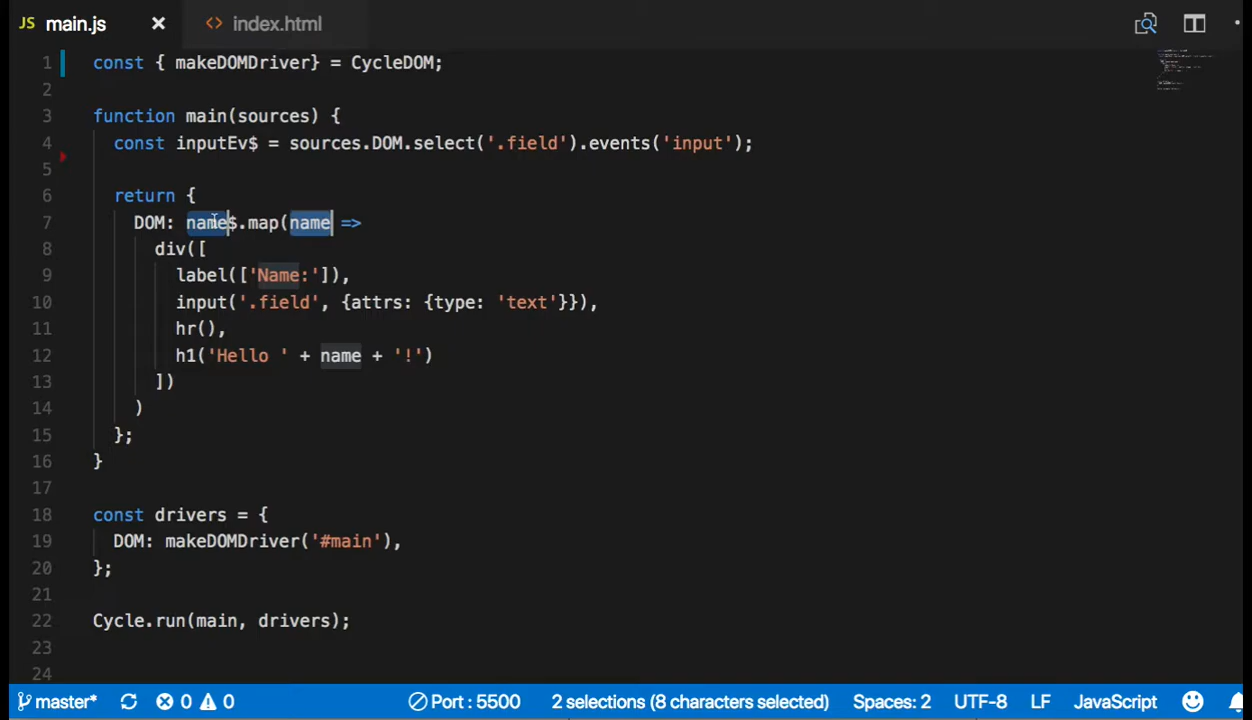 JS main.js × <> index.html
1 const { makeDOMDriver} = CycleDOM;
2
3 function main(sources) {
4 const inputEv$ = sources.DOM.select('.field').events('input');
5
6 return {
7 DOM: name$.map(name =>
8 div([
9 label(['Name:']),
10 input('.field', {attrs: {type: 'text'}}),
11 hr(),
12 h1('Hello ' + name + '!')
13 ])
14 )
15 };
16 }
17
18 const drivers = {
19 DOM: makeDOMDriver('#main'),
20 };
21
22 Cycle.run(main, drivers);
23
24
master* 0 0 Port : 5500 2 selections (8 characters selected) Spaces: 2 UTF-8 LF JavaScript